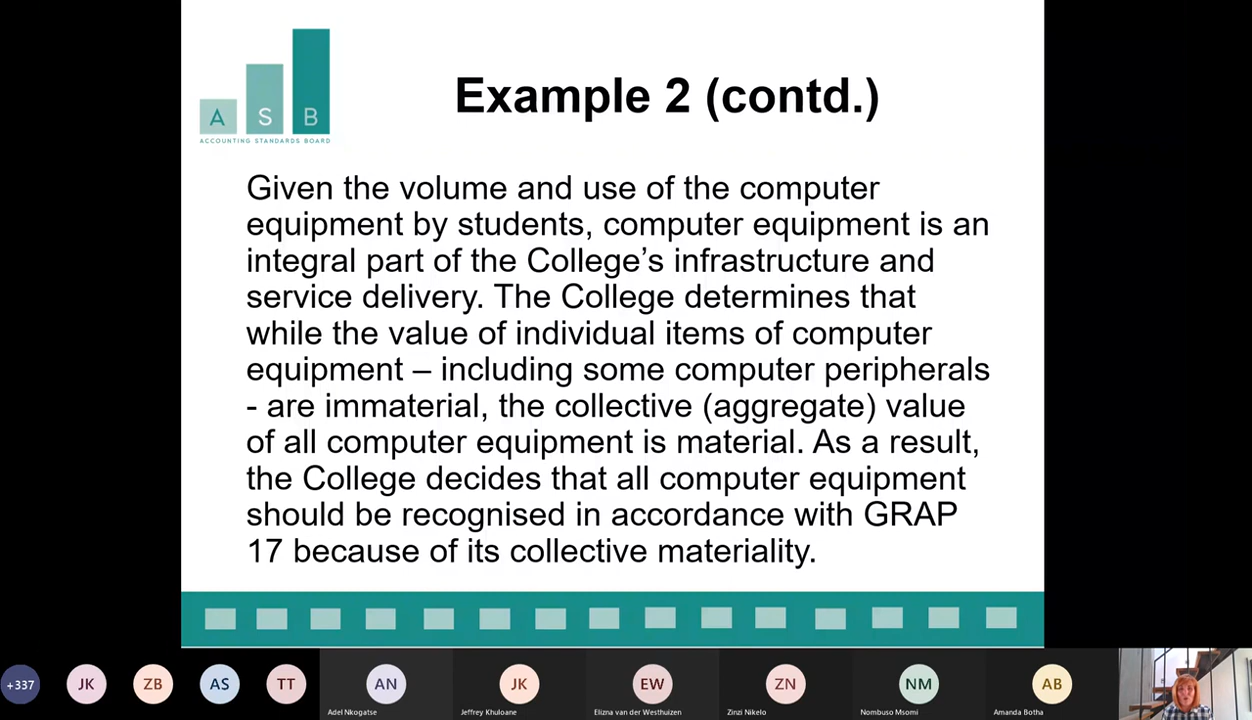 A S B
ACCOUNTING STANDARDS BOARD
Example 2 (contd.)
Given the volume and use of the computer
equipment by students, computer equipment is an
integral part of the College’s infrastructure and
service delivery. The College determines that
while the value of individual items of computer
equipment – including some computer peripherals
- are immaterial, the collective (aggregate) value
of all computer equipment is material. As a result,
the College decides that all computer equipment
should be recognised in accordance with GRAP
17 because of its collective materiality.
+337 JK ZB AS TT AN JK EW ZN NM AB
Adel Nkogatse Jeffrey Khuloane Elizna van der Westhuizen Zinzi Nikelo Nombuso Msomi Amanda Botha